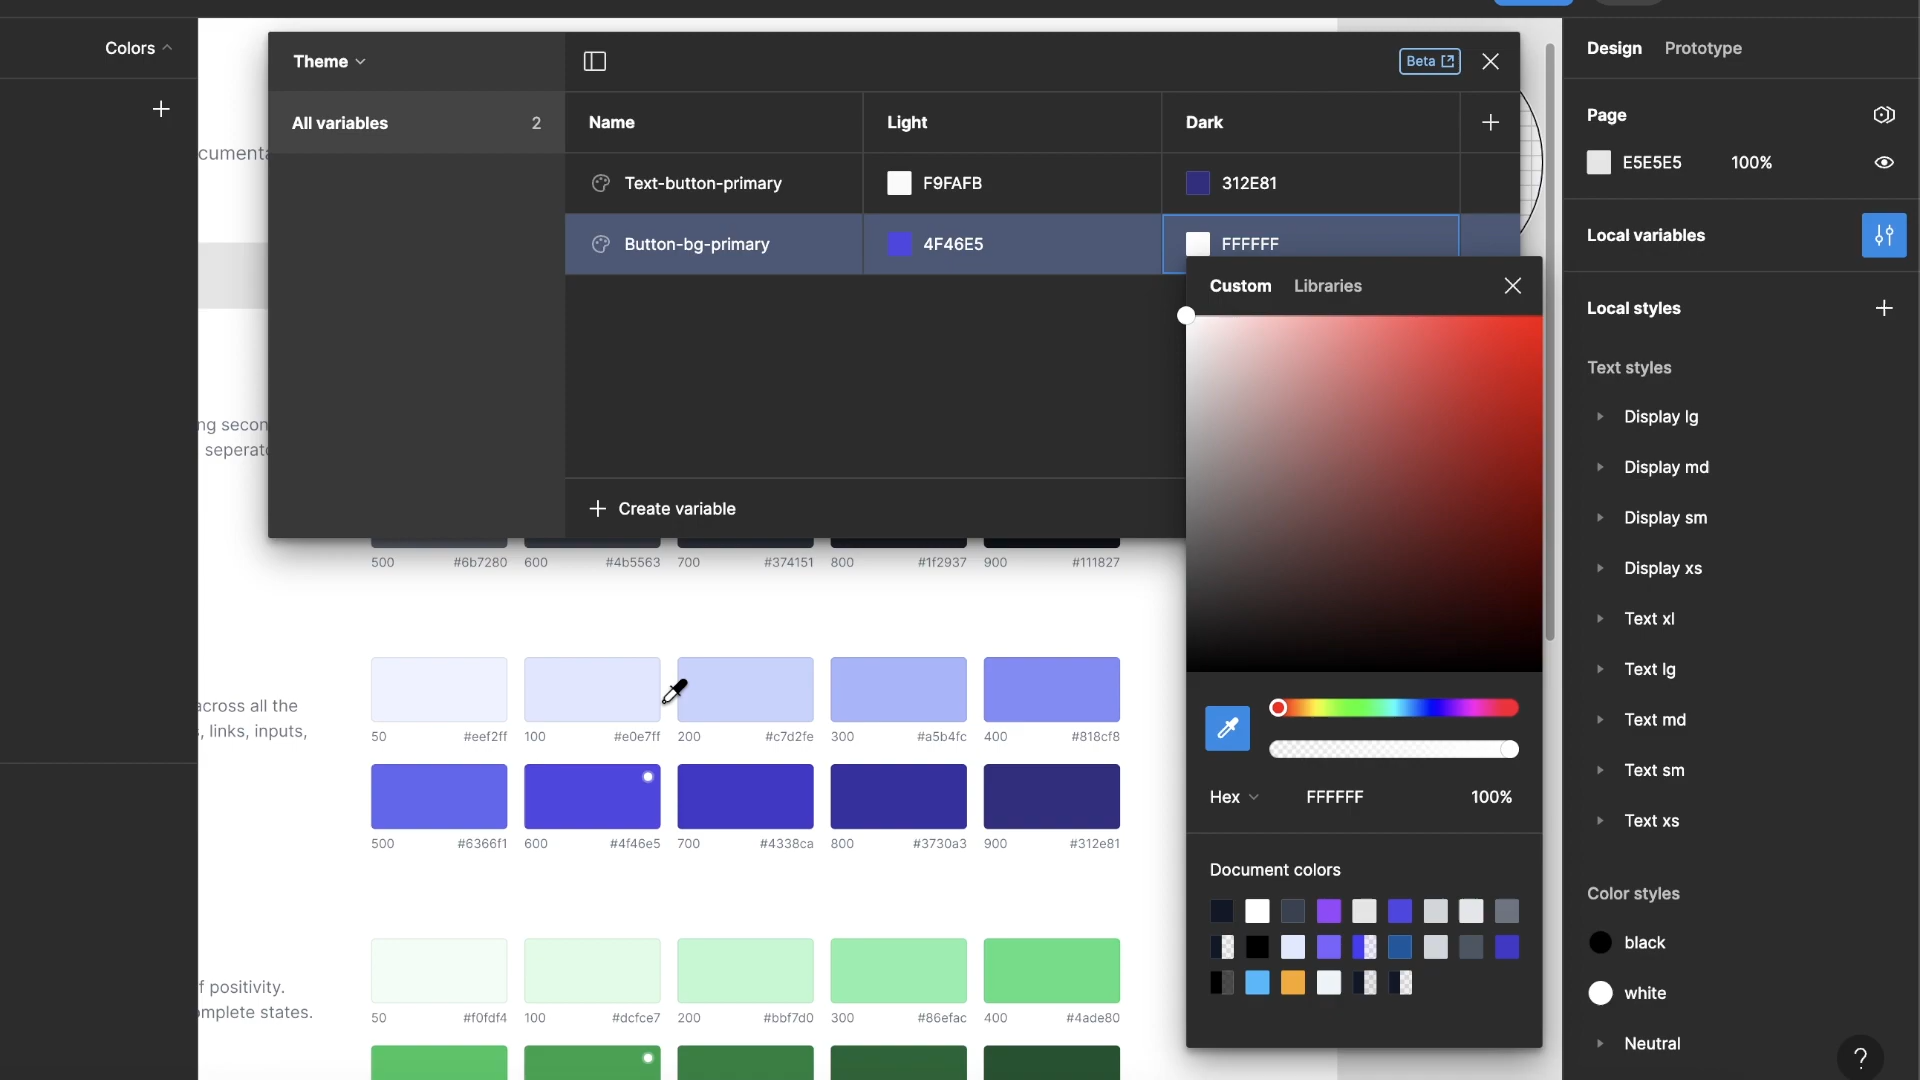 Colors
Theme
Beta
Design
Prototype
All variables
2
Name
Light
Dark
Page
E5E5E5
100%
Text-button-primary
F9FAFB
312E81
Button-bg-primary
4F46E5
FFFFFF
Local variables
Custom
Libraries
Local styles
Text styles
Display lg
Display md
Display sm
Display xs
Text xl
Text lg
Text md
Text sm
Text xs
Create variable
cumenta
ng secon
seperato
500 #6b7280 600 #4b5563 700 #374151 800 #1f2937 900 #111827
across all the
, links, inputs,
50 #eef2ff 100 #e0e7ff 200 #c7d2fe 300 #a5b4fc 400 #818cf8
500 #6366f1 600 #4f46e5 700 #4338ca 800 #3730a3 900 #312e81
Hex
FFFFFF
100%
Document colors
Color styles
black
white
Neutral
f positivity.
mplete states.
50 #f0fdf4 100 #dcfce7 200 #bbf7d0 300 #86efac 400 #4ade80
?